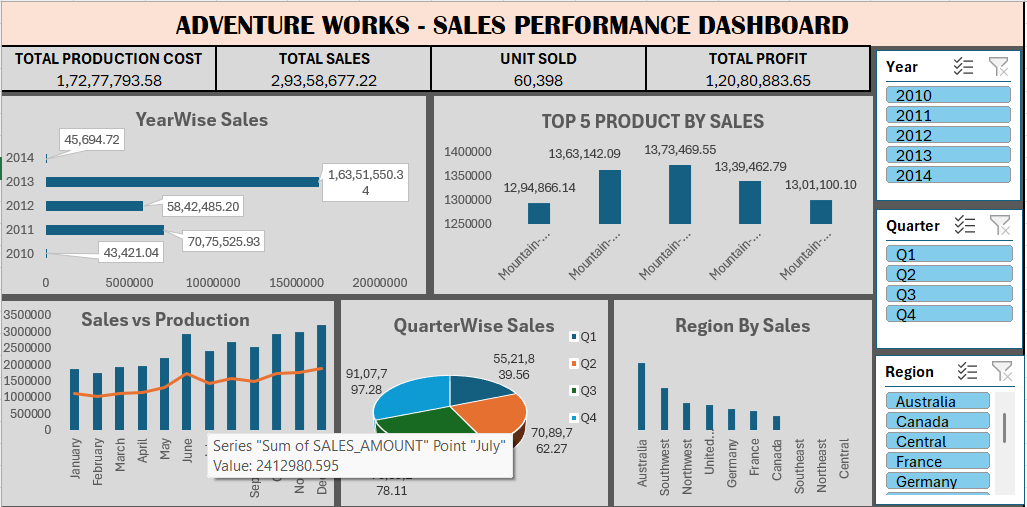 ADVENTURE WORKS - SALES PERFORMANCE DASHBOARD
TOTAL PRODUCTION COST
1,72,77,793.58
TOTAL SALES
2,93,58,677.22
UNIT SOLD
60,398
TOTAL PROFIT
1,20,80,883.65
Year
2010
2011
2012
2013
2014
YearWise Sales
2014
2013
2012
2011
2010
45,694.72
1,63,51,550.3
4
58,42,485.20
70,75,525.93
43,421.04
0
5000000
10000000
15000000
20000000
TOP 5 PRODUCT BY SALES
1400000
1350000
1300000
1250000
12,94,866.14
13,63,142.09
13,73,469.55
13,39,462.79
13,01,100.10
Mountain-...
Mountain-...
Mountain-...
Mountain-...
Mountain-...
Quarter
Q1
Q2
Q3
Q4
Sales vs Production
3500000
3000000
2500000
2000000
1500000
1000000
500000
0
January
February
March
April
May
June
Sep
No
De
Series "Sum of SALES_AMOUNT" Point "July"
Value: 2412980.595
QuarterWise Sales
Q1
Q2
Q3
Q4
55,21,8
39.56
70,89,7
62.27
78.11
91,07,7
97.28
Region By Sales
Australia
Southwest
Northwest
United...
Germany
France
Canada
Southeast
Northeast
Central
Region
Australia
Canada
Central
France
Germany